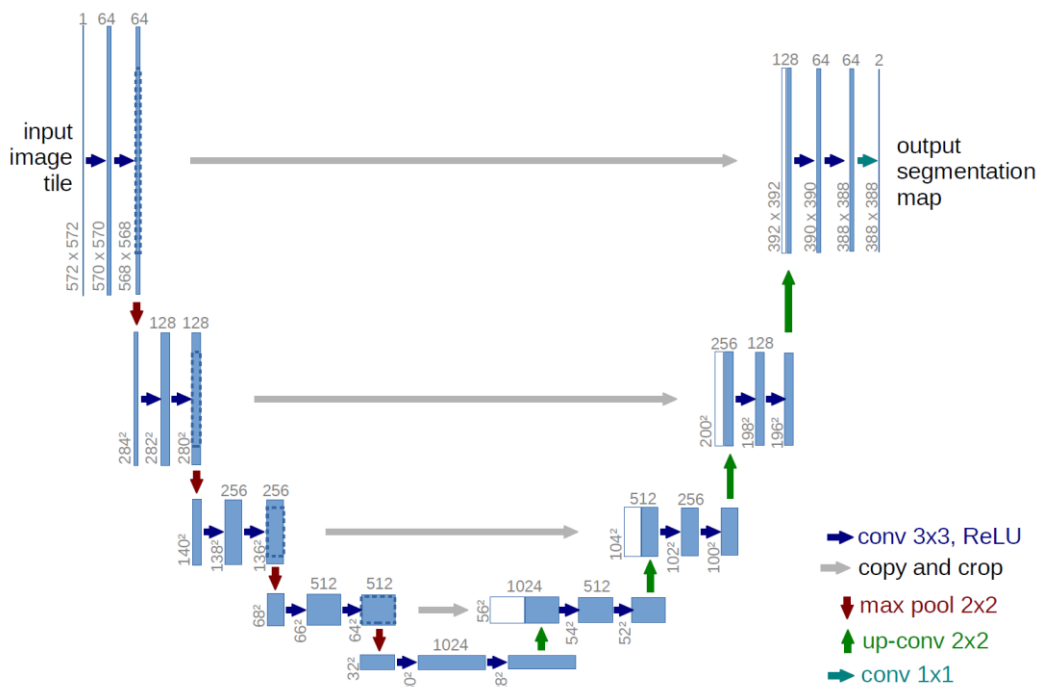 1 64 64
128 64 64 2
input
image
tile
output
segmentation
map
572 x 572
570 x 570
568 x 568
392 x 392
390 x 390
388 x 388
388 x 388
128 128
256 128
284²
282²
280²
200²
198²
196²
256 256
512 256
140²
138²
136²
104²
102²
100²
512 512
1024 512
68²
66²
64²
56²
54²
52²
1024
32²
conv 3x3, ReLU
copy and crop
max pool 2x2
up-conv 2x2
conv 1x1